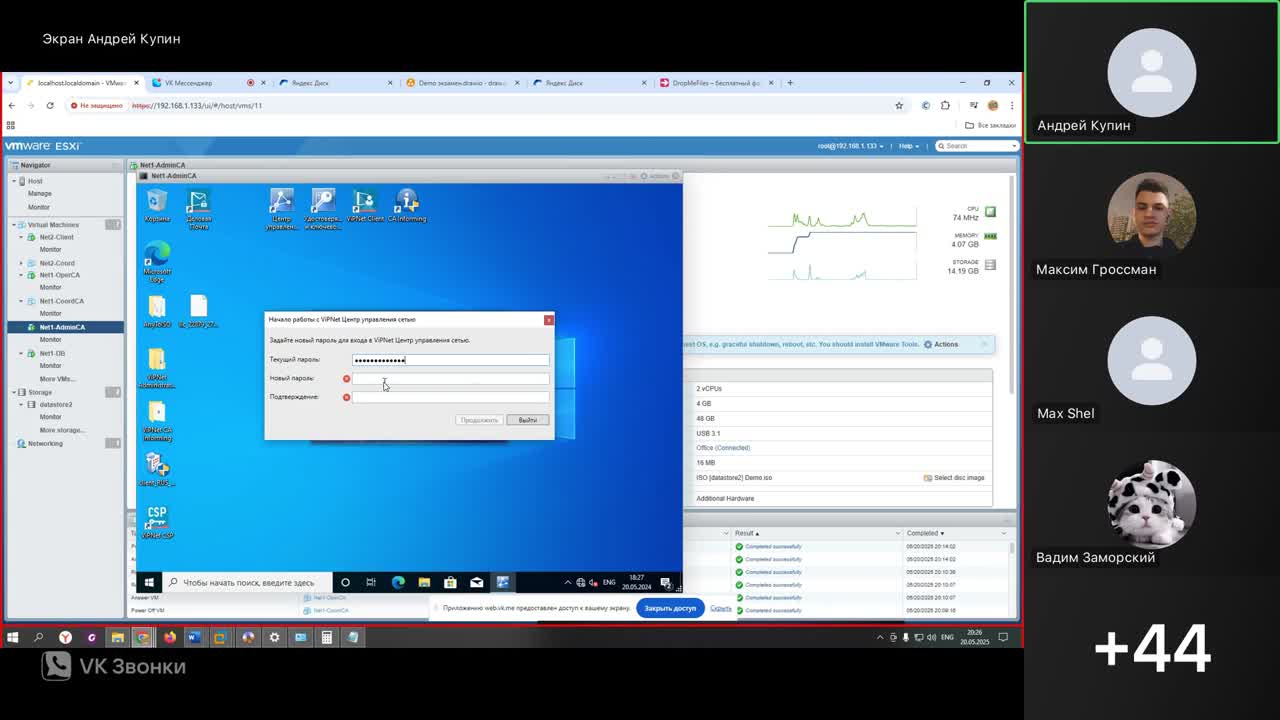 Экран Андрей Купин
localhost.localdomain - VMw
VK Мессенджер
Яндекс Диск
Demo экзамен.drawio - draw
Яндекс Диск
DropMeFiles – бесплатный ф
Не защищено
https://192.168.1.133/ui/#/host/vms/11
Все закладки
vmware ESXi
root@192.168.1.133
Help
Search
Navigator
Host
Manage
Monitor
Virtual Machines
Net2-Client
Monitor
Net2-Coord
Net1-OperCA
Monitor
Net1-CoordCA
Monitor
Net1-AdminCA
Monitor
Net1-DB
Monitor
More VMs...
Storage
datastore2
Monitor
More storage...
Networking
Net1-AdminCA
Net1-AdminCA
Actions
Корзина
Деловая Почта
Центр управлен...
Удостоверя... и ключево...
ViPNet Client
CA Informing
Microsoft Edge
ViPNet Administrat...
ViPNet CA Informing
CSP
ViPNet CSP
Начало работы с ViPNet Центр управления сетью
Задайте новый пароль для входа в ViPNet Центр управления сетью.
Текущий пароль:
Новый пароль:
Подтверждение:
Продолжить
Выйти
Чтобы начать поиск, введите здесь
ENG
18:27
20.05.2024
CPU
74 MHz
MEMORY
4.07 GB
STORAGE
14.19 GB
est OS, e.g. graceful shutdown, reboot, etc. You should install VMware Tools.
Actions
2 vCPUs
4 GB
48 GB
USB 3.1
Office (Connected)
16 MB
ISO [datastore2] Demo.iso
Select disc image
Additional Hardware
Result
Completed
Completed successfully
05/20/2025 20:14:02
Completed successfully
05/20/2025 20:14:02
Completed successfully
05/20/2025 20:10:36
Completed successfully
05/20/2025 20:10:07
Answer VM
Net1-CoordCA
Completed successfully
05/20/2025 20:10:07
Power Off VM
Net1-CoordCA
Completed successfully
05/20/2025 20:09:16
Приложению web.vk.me предоставлен доступ к вашему экрану.
Закрыть доступ
Скрыть
ENG
20:26
20.05.2025
VK Звонки
Андрей Купин
Максим Гроссман
Max Shel
Вадим Заморский
+44